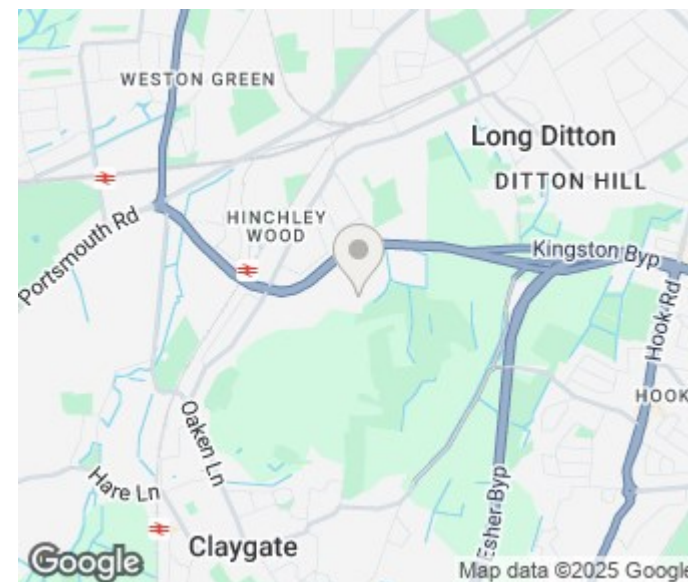 WESTON GREEN
Long Ditton
DITTON HILL
HINCHLEY
WOOD
Portsmouth Rd
Kingston Byp
Hook Rd
HOOK
Oaken Ln
Hare Ln
Esher Byp
Claygate
Google
Map data ©2025 Google